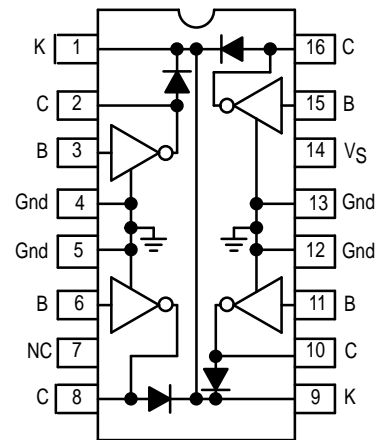 K 1 16 C
C 2 15 B
B 3 14 VS
Gnd 4 13 Gnd
Gnd 5 12 Gnd
B 6 11 B
NC 7 10 C
C 8 9 K